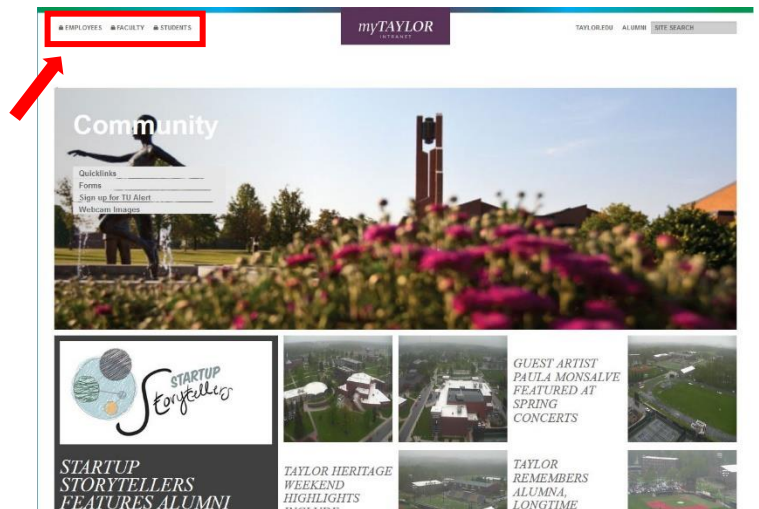 EMPLOYEES FACULTY STUDENTS
myTAYLOR
INTRANET
TAYLOR.EDU ALUMNI SITE SEARCH
Community
Quicklinks
Forms
Sign up for TU Alert
Webcam Images
STARTUP
Storytellers
STARTUP
STORYTELLERS
FEATURES ALUMNI
TAYLOR HERITAGE
WEEKEND
HIGHLIGHTS
INCLUDE
GUEST ARTIST
PAULA MONSALVE
FEATURED AT
SPRING
CONCERTS
TAYLOR
REMEMBERS
ALUMNA,
LONGTIME